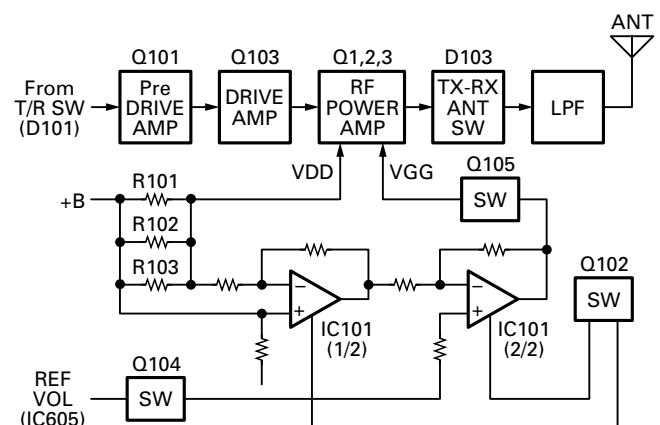 ANT
Q101
Q103
Q1,2,3
D103
From
T/R SW
(D101)
Pre
DRIVE
AMP
DRIVE
AMP
RF
POWER
AMP
TX-RX
ANT
SW
LPF
VDD
VGG
Q105
SW
+B
R101
R102
R103
Q102
SW
−
+
IC101
(1/2)
−
+
IC101
(2/2)
REF
VOL
(IC605)
Q104
SW